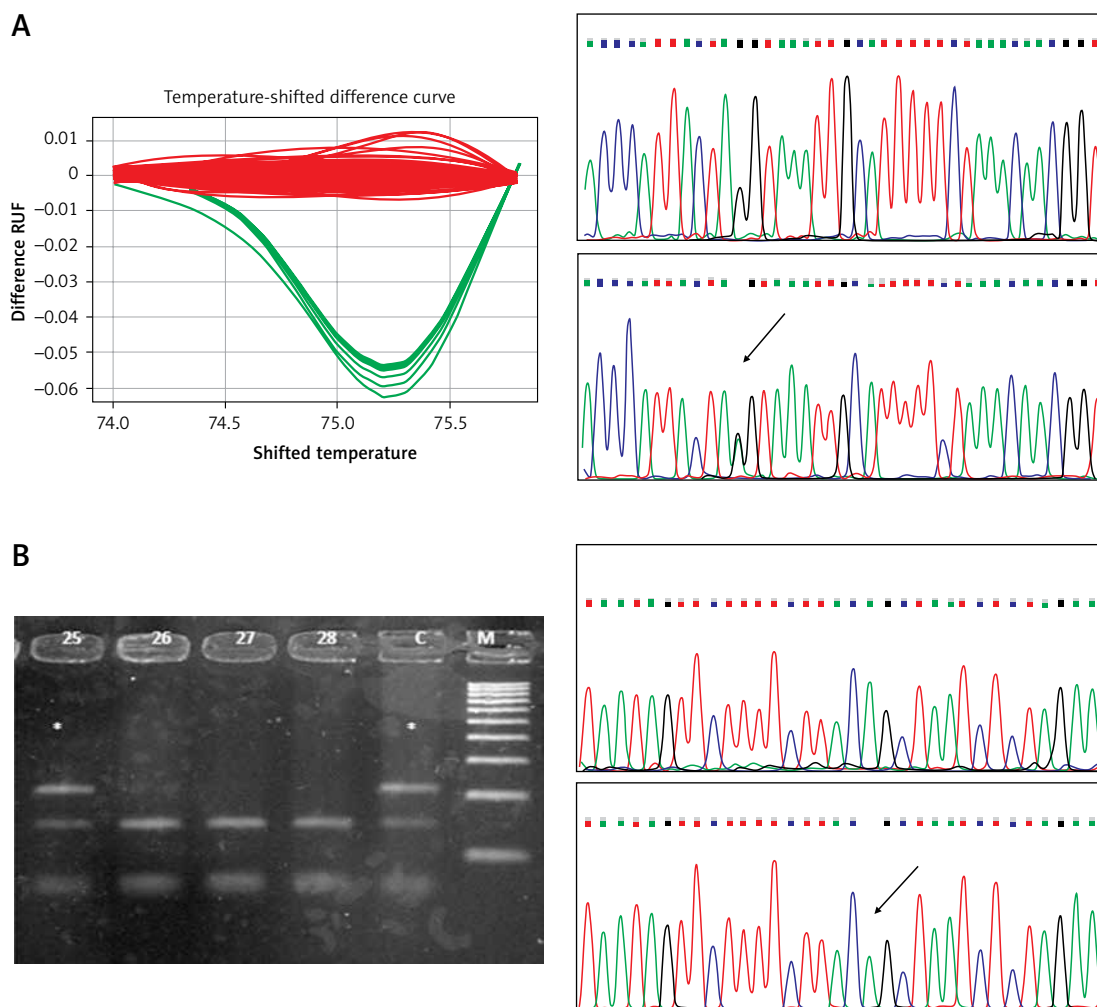 A
Temperature-shifted difference curve
0.01
0
–0.01
–0.02
–0.03
–0.04
–0.05
–0.06
Difference RUF
74.0 74.5 75.0 75.5
Shifted temperature
B
25 26 27 28 C M
* *